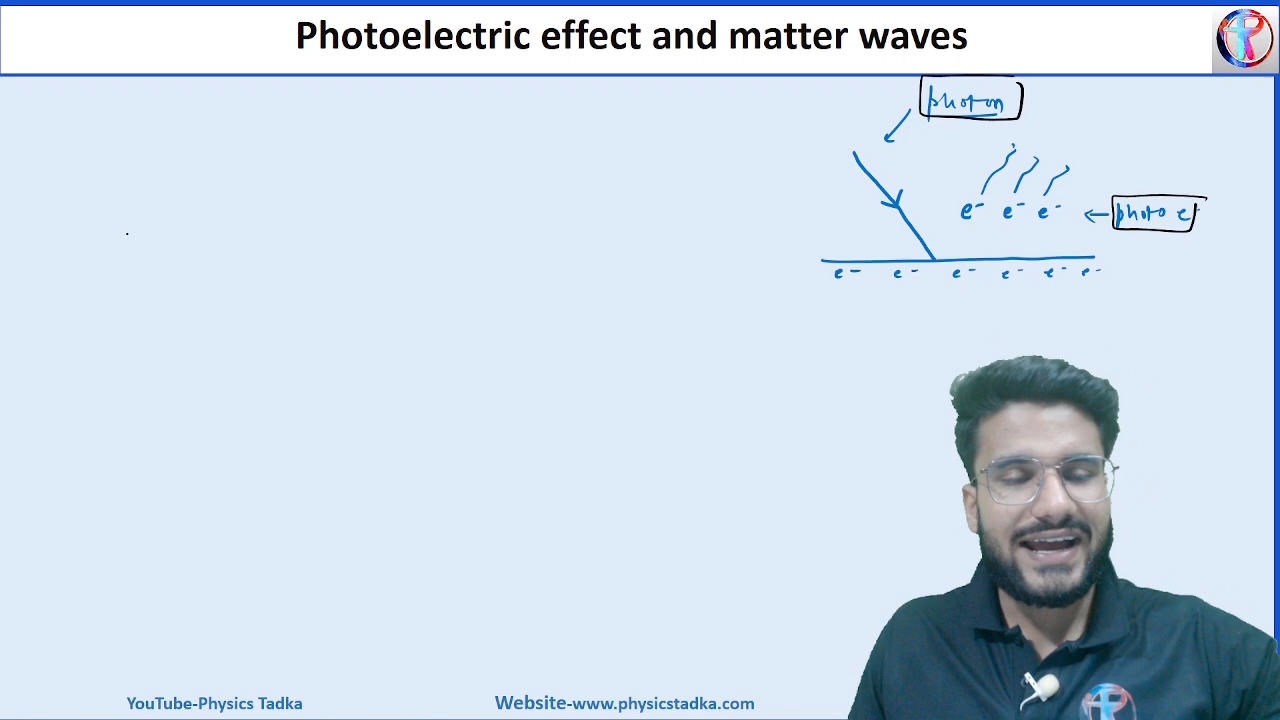 Photoelectric effect and matter waves
photon
e⁻ e⁻ e⁻
photo e⁻
e⁻ e⁻ e⁻ e⁻ e⁻ e⁻
YouTube-Physics Tadka
Website-www.physicstadka.com